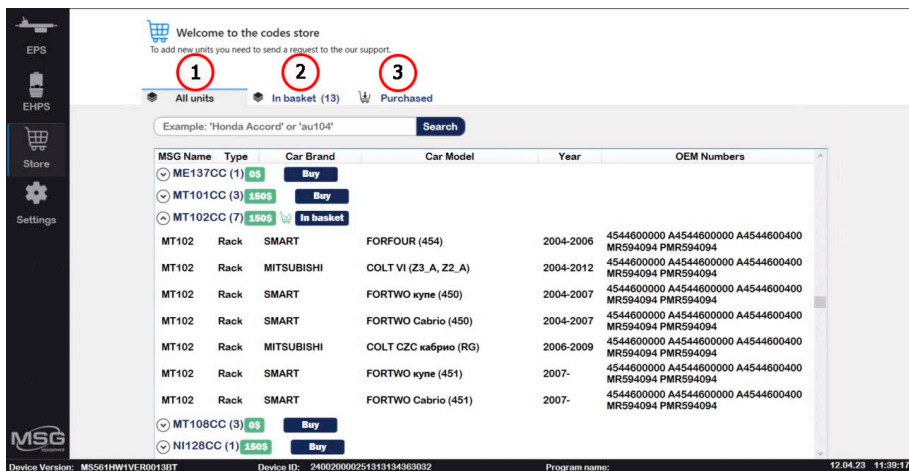 EPS
EHPS
Store
Settings
MSG
equipment
Welcome to the codes store
To add new units you need to send a request to the our support.
1
2
3
All units
In basket (13)
Purchased
Example: 'Honda Accord' or 'au104'
Search
MSG Name Type Car Brand Car Model Year OEM Numbers
ME137CC (1) 0$ Buy
MT101CC (3) 150$ Buy
MT102CC (7) 150$ In basket
MT102 Rack SMART FORFOUR (454) 2004-2006 4544600000 A4544600000 A4544600400
MR594094 PMR594094
MT102 Rack MITSUBISHI COLT VI (Z3_A, Z2_A) 2004-2012 4544600000 A4544600000 A4544600400
MR594094 PMR594094
MT102 Rack SMART FORTWO купе (450) 2004-2007 4544600000 A4544600000 A4544600400
MR594094 PMR594094
MT102 Rack SMART FORTWO Cabrio (450) 2004-2007 4544600000 A4544600000 A4544600400
MR594094 PMR594094
MT102 Rack MITSUBISHI COLT CZC кабрио (RG) 2006-2009 4544600000 A4544600000 A4544600400
MR594094 PMR594094
MT102 Rack SMART FORTWO купе (451) 2007- 4544600000 A4544600000 A4544600400
MR594094 PMR594094
MT102 Rack SMART FORTWO Cabrio (451) 2007- 4544600000 A4544600000 A4544600400
MR594094 PMR594094
MT108CC (3) 0$ Buy
NI128CC (1) 150$ Buy
Device Version: MS561HW1VER0013BT Device ID: 240020000251313134363032 Program name: 12.04.23 11:39:17